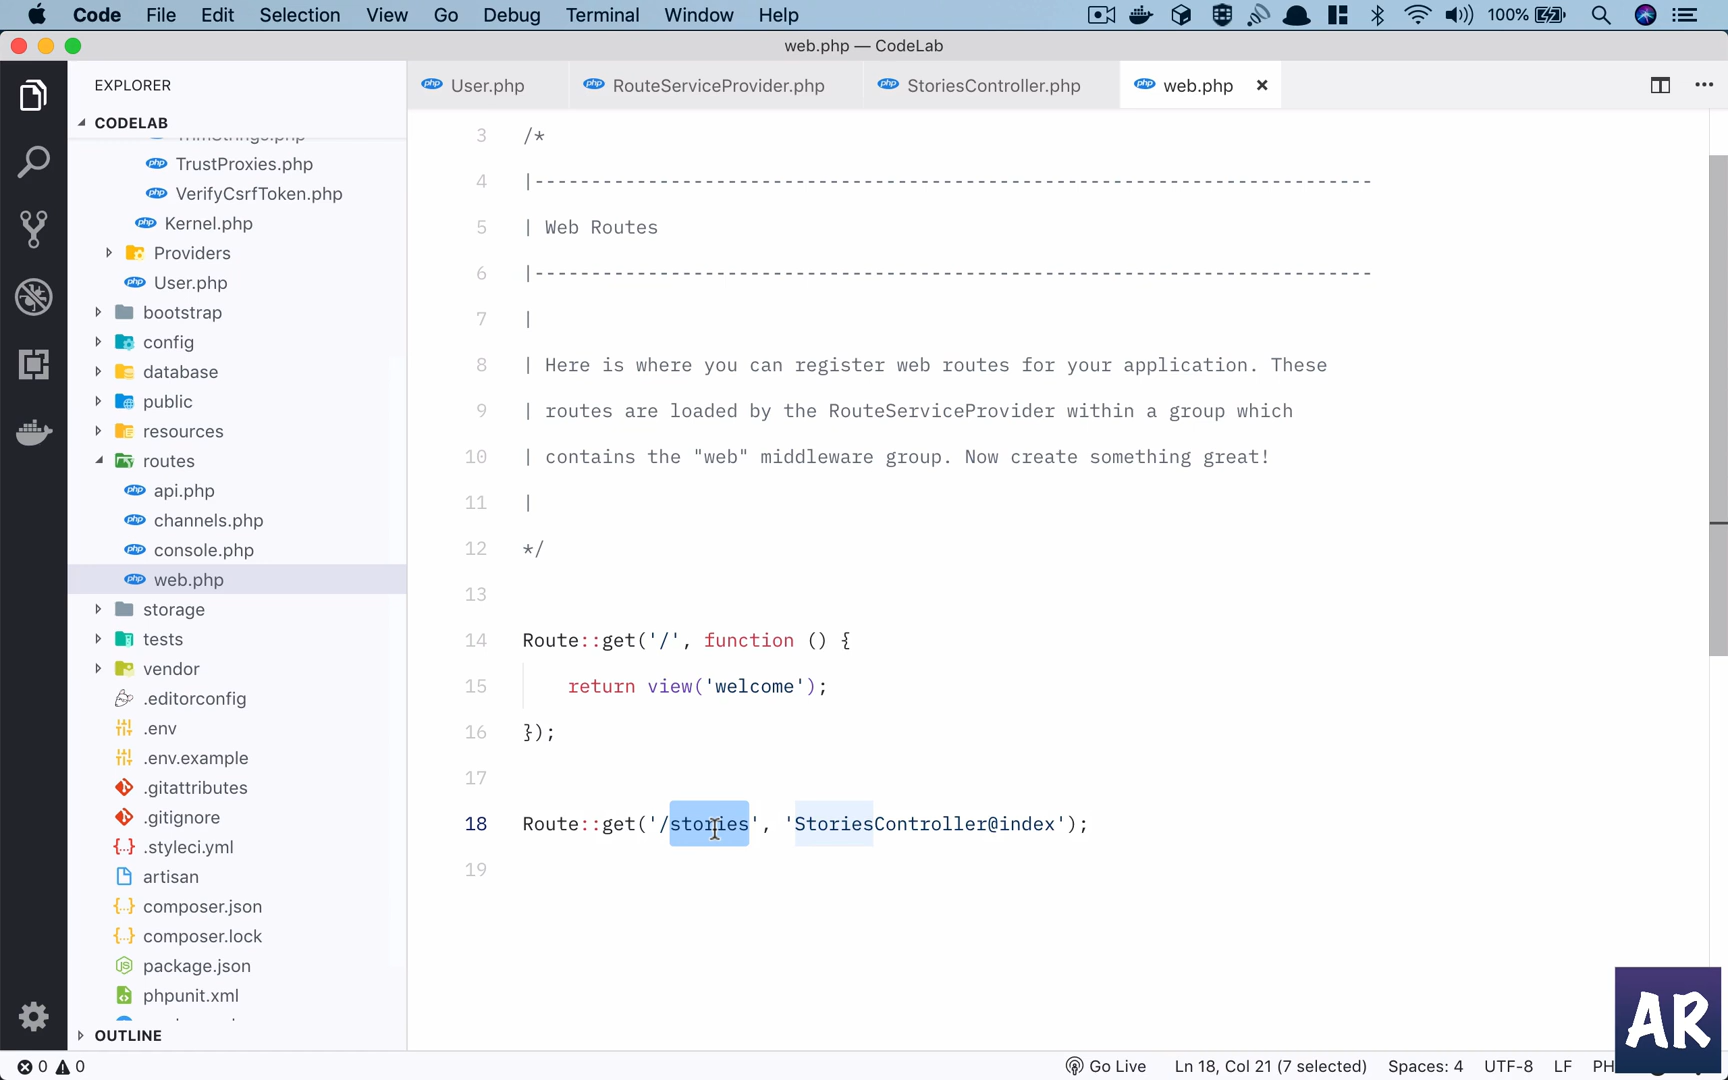 Code File Edit Selection View Go Debug Terminal Window Help 100%
web.php — CodeLab
EXPLORER
User.php RouteServiceProvider.php StoriesController.php web.php
CODELAB
TrimStrings.php
TrustProxies.php
VerifyCsrfToken.php
Kernel.php
Providers
User.php
bootstrap
config
database
public
resources
routes
api.php
channels.php
console.php
web.php
storage
tests
vendor
.editorconfig
.env
.env.example
.gitattributes
.gitignore
.styleci.yml
artisan
composer.json
composer.lock
package.json
phpunit.xml
OUTLINE
3 /*
4 |--------------------------------------------------------------------------
5 | Web Routes
6 |--------------------------------------------------------------------------
7 |
8 | Here is where you can register web routes for your application. These
9 | routes are loaded by the RouteServiceProvider within a group which
10 | contains the "web" middleware group. Now create something great!
11 |
12 */
13
14 Route::get('/', function () {
15 return view('welcome');
16 });
17
18 Route::get('/stories', 'StoriesController@index');
19
AR
0 0 Go Live Ln 18, Col 21 (7 selected) Spaces: 4 UTF-8 LF PH